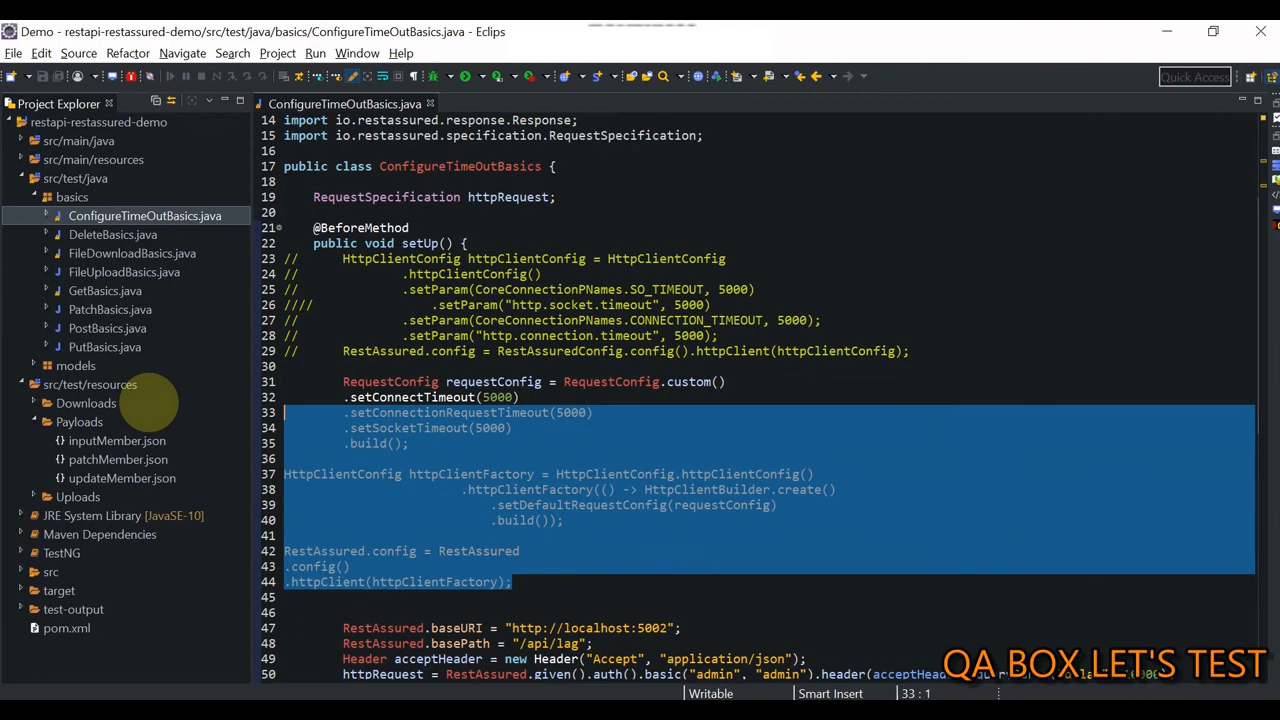 Demo - restapi-restassured-demo/src/test/java/basics/ConfigureTimeOutBasics.java - Eclips
File Edit Source Refactor Navigate Search Project Run Window Help
Quick Access
Project Explorer
restapi-restassured-demo
src/main/java
src/main/resources
src/test/java
basics
ConfigureTimeOutBasics.java
DeleteBasics.java
FileDownloadBasics.java
FileUploadBasics.java
GetBasics.java
PatchBasics.java
PostBasics.java
PutBasics.java
models
src/test/resources
Downloads
Payloads
inputMember.json
patchMember.json
updateMember.json
Uploads
JRE System Library [JavaSE-10]
Maven Dependencies
TestNG
src
target
test-output
pom.xml
ConfigureTimeOutBasics.java
14 import io.restassured.response.Response;
15 import io.restassured.specification.RequestSpecification;
16
17 public class ConfigureTimeOutBasics {
18
19 RequestSpecification httpRequest;
20
21 @BeforeMethod
22 public void setUp() {
23 // HttpClientConfig httpClientConfig = HttpClientConfig
24 // .httpClientConfig()
25 // .setParam(CoreConnectionPNames.SO_TIMEOUT, 5000)
26 //// .setParam("http.socket.timeout", 5000)
27 // .setParam(CoreConnectionPNames.CONNECTION_TIMEOUT, 5000);
28 // .setParam("http.connection.timeout", 5000);
29 // RestAssured.config = RestAssuredConfig.config().httpClient(httpClientConfig);
30
31 RequestConfig requestConfig = RequestConfig.custom()
32 .setConnectTimeout(5000)
33 .setConnectionRequestTimeout(5000)
34 .setSocketTimeout(5000)
35 .build();
36
37 HttpClientConfig httpClientFactory = HttpClientConfig.httpClientConfig()
38 .httpClientFactory(() -> HttpClientBuilder.create()
39 .setDefaultRequestConfig(requestConfig)
40 .build());
41
42 RestAssured.config = RestAssured
43 .config()
44 .httpClient(httpClientFactory);
45
46
47 RestAssured.baseURI = "http://localhost:5002";
48 RestAssured.basePath = "/api/lag";
49 Header acceptHeader = new Header("Accept", "application/json");
50 httpRequest = RestAssured.given().auth().basic("admin", "admin").header(
QA BOX LET'S TEST
Writable Smart Insert 33 : 1